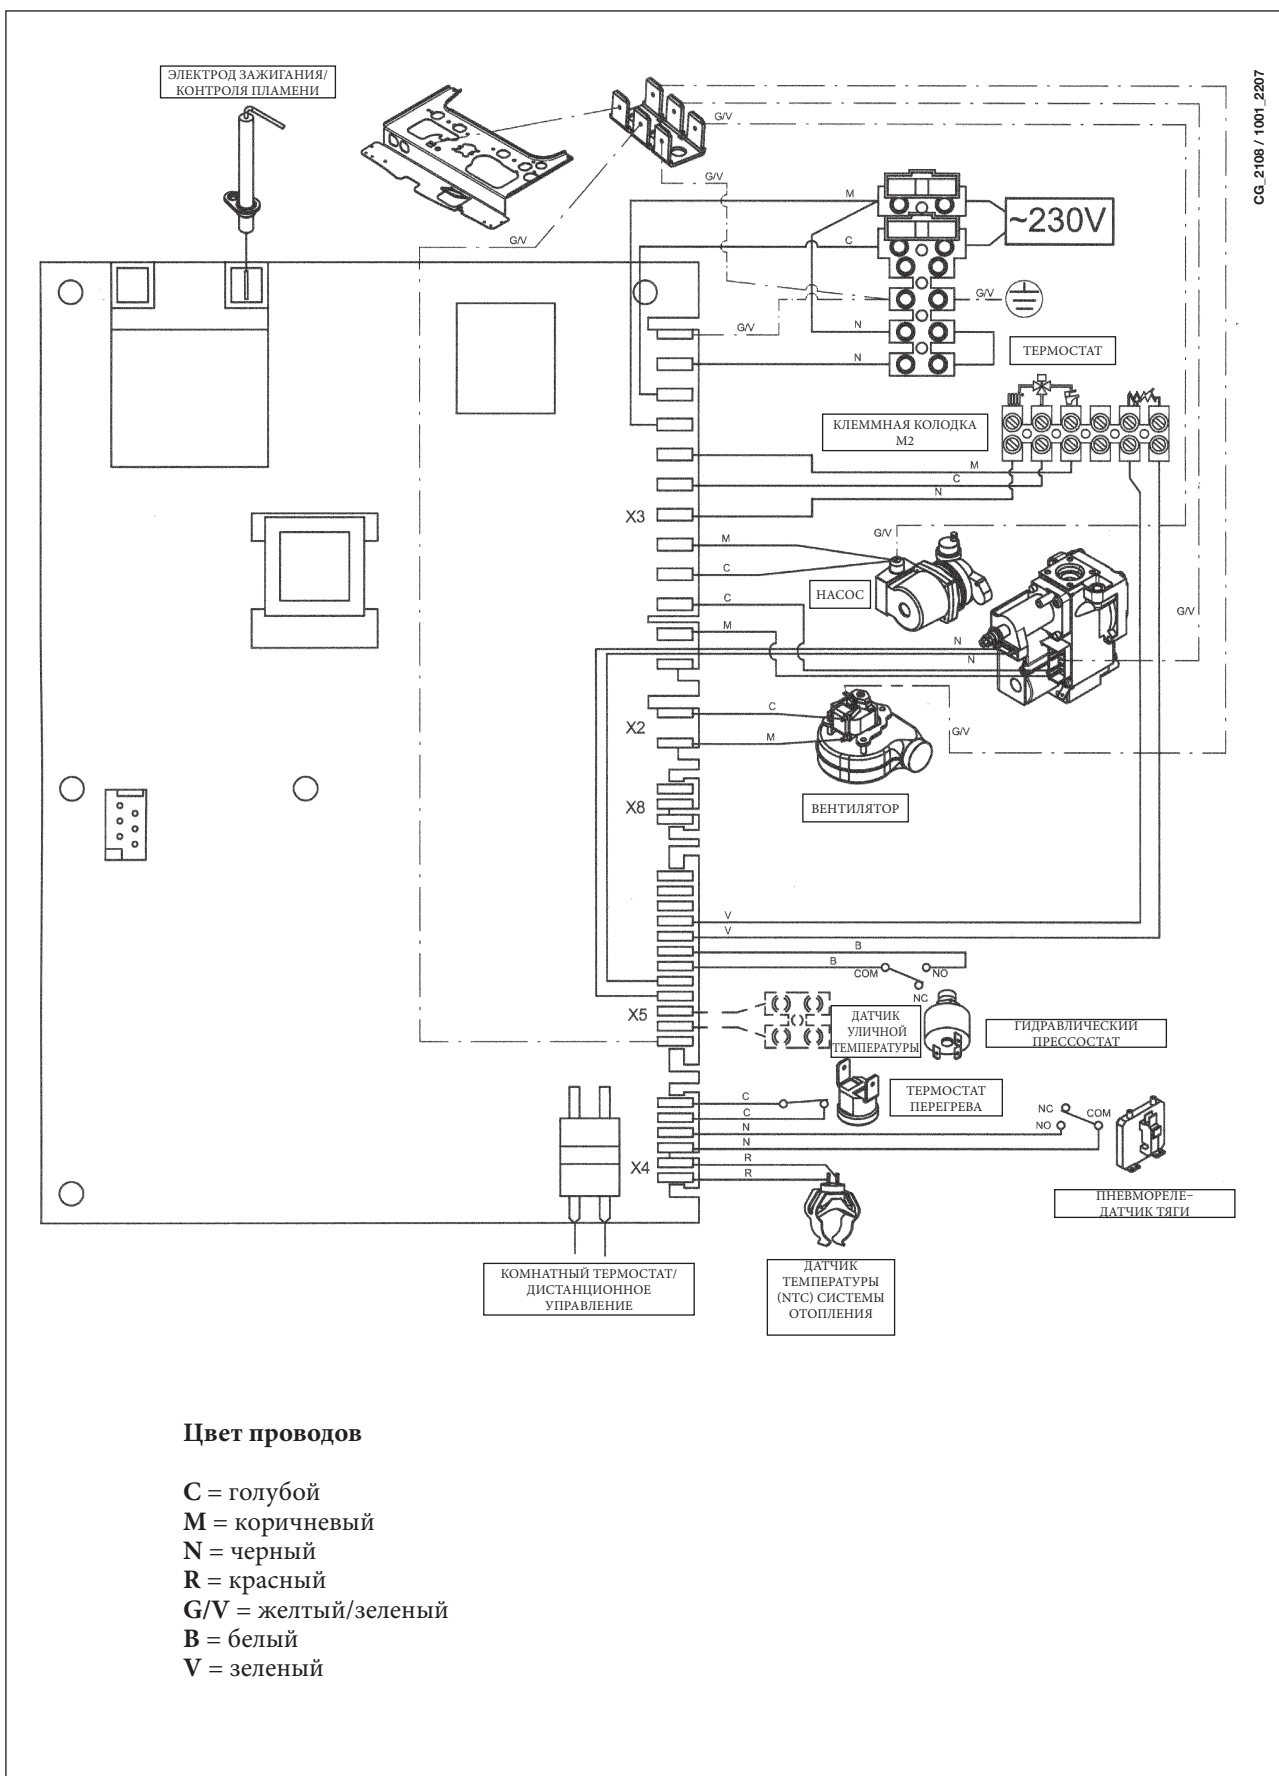 CG_2108 / 1001_2207
ЭЛЕКТРОД ЗАЖИГАНИЯ/
КОНТРОЛЯ ПЛАМЕНИ
G/V
G/V
G/V
M
~230V
C
G/V
G/V
N
N
ТЕРМОСТАТ
КЛЕММНАЯ КОЛОДКА
M2
M
C
N
X3
M
C
C
M
G/V
НАСОС
G/V
N
N
X2
C
M
G/V
ВЕНТИЛЯТОР
X8
V
V
B
B
COM
NO
NC
X5
ДАТЧИК
УЛИЧНОЙ
ТЕМПЕРАТУРЫ
ГИДРАВЛИЧЕСКИЙ
ПРЕССОСТАТ
C
C
N
N
R
R
X4
ТЕРМОСТАТ
ПЕРЕГРЕВА
NC
NO
COM
ПНЕВМОРЕЛЕ–
ДАТЧИК ТЯГИ
КОМНАТНЫЙ ТЕРМОСТАТ/
ДИСТАНЦИОННОЕ
УПРАВЛЕНИЕ
ДАТЧИК
ТЕМПЕРАТУРЫ
(NTC) СИСТЕМЫ
ОТОПЛЕНИЯ
Цвет проводов
C = голубой
M = коричневый
N = черный
R = красный
G/V = желтый/зеленый
B = белый
V = зеленый